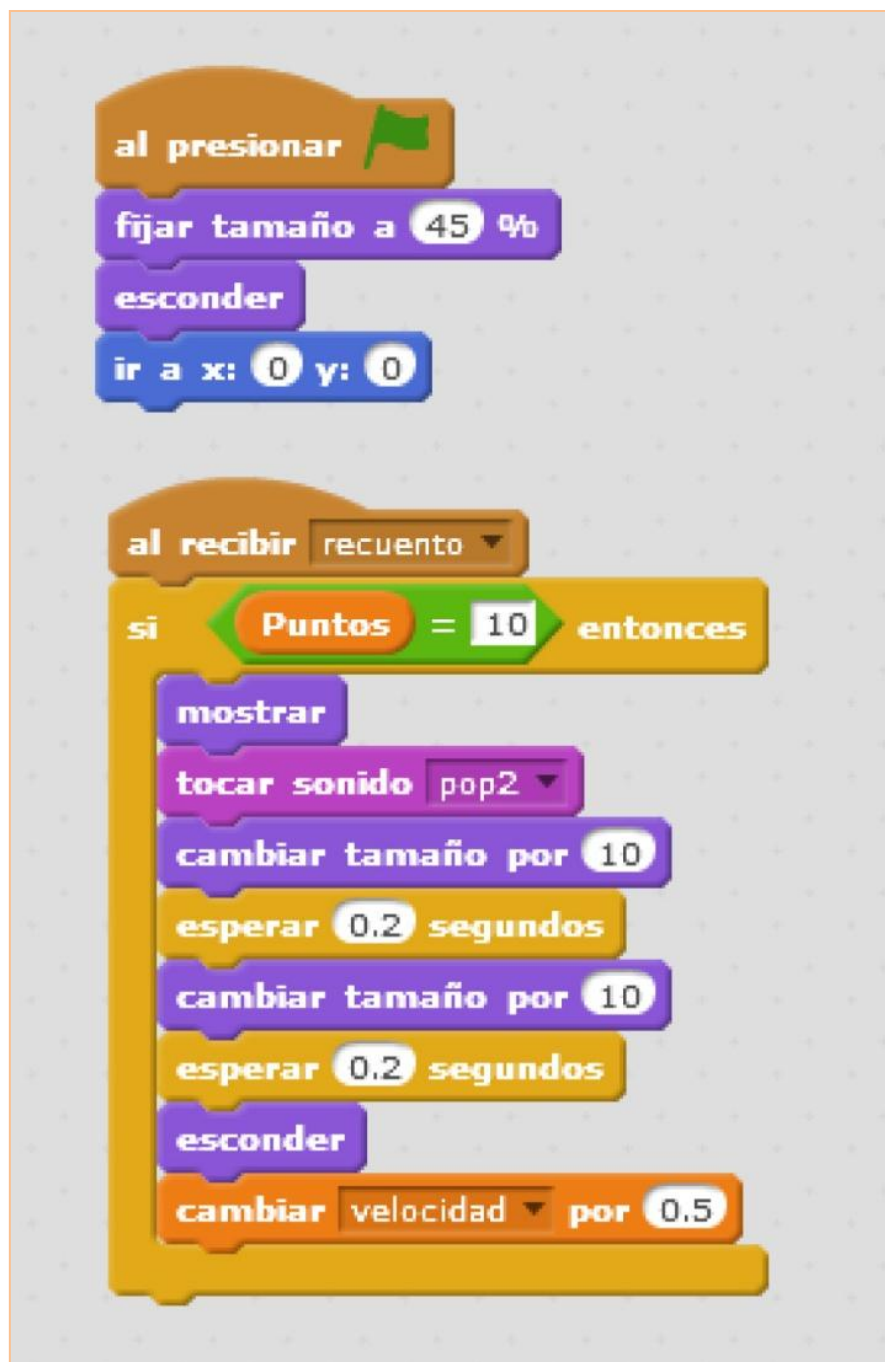 al presionar
fijar tamaño a 45 %
esconder
ir a x: 0 y: 0
al recibir recuento
si Puntos = 10 entonces
mostrar
tocar sonido pop2
cambiar tamaño por 10
esperar 0.2 segundos
cambiar tamaño por 10
esperar 0.2 segundos
esconder
cambiar velocidad por 0.5